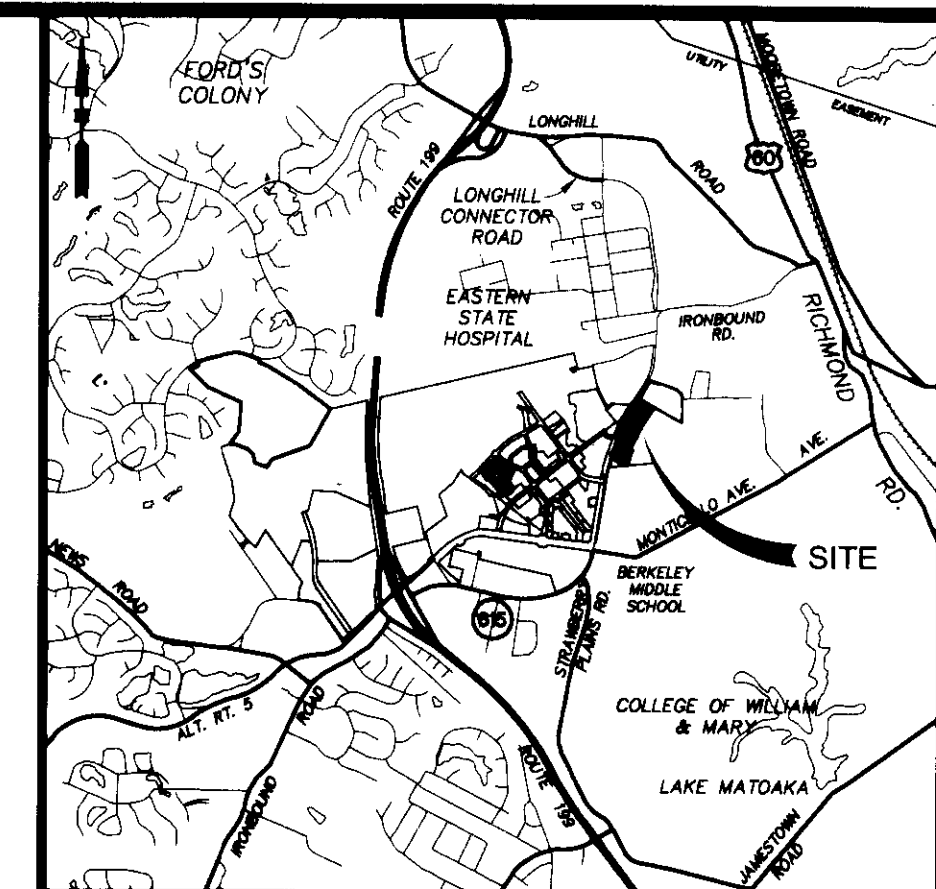 FORD'S
COLONY
UTILITY
EASEMENT
MOORETOWN ROAD
60
LONGHILL
ROAD
ROUTE 199
LONGHILL
CONNECTOR
ROAD
EASTERN
STATE
HOSPITAL
IRONBOUND
RD.
RICHMOND
RD.
MONTICELLO AVE.
AVE.
SITE
NEWS
ROAD
615
BERKELEY
MIDDLE
SCHOOL
STRAWBERRY
PLAINS RD.
ALT. RT. 5
IRONBOUND
ROAD
ROUTE 199
COLLEGE OF WILLIAM
& MARY
LAKE MATOAKA
JAMESTOWN
ROAD